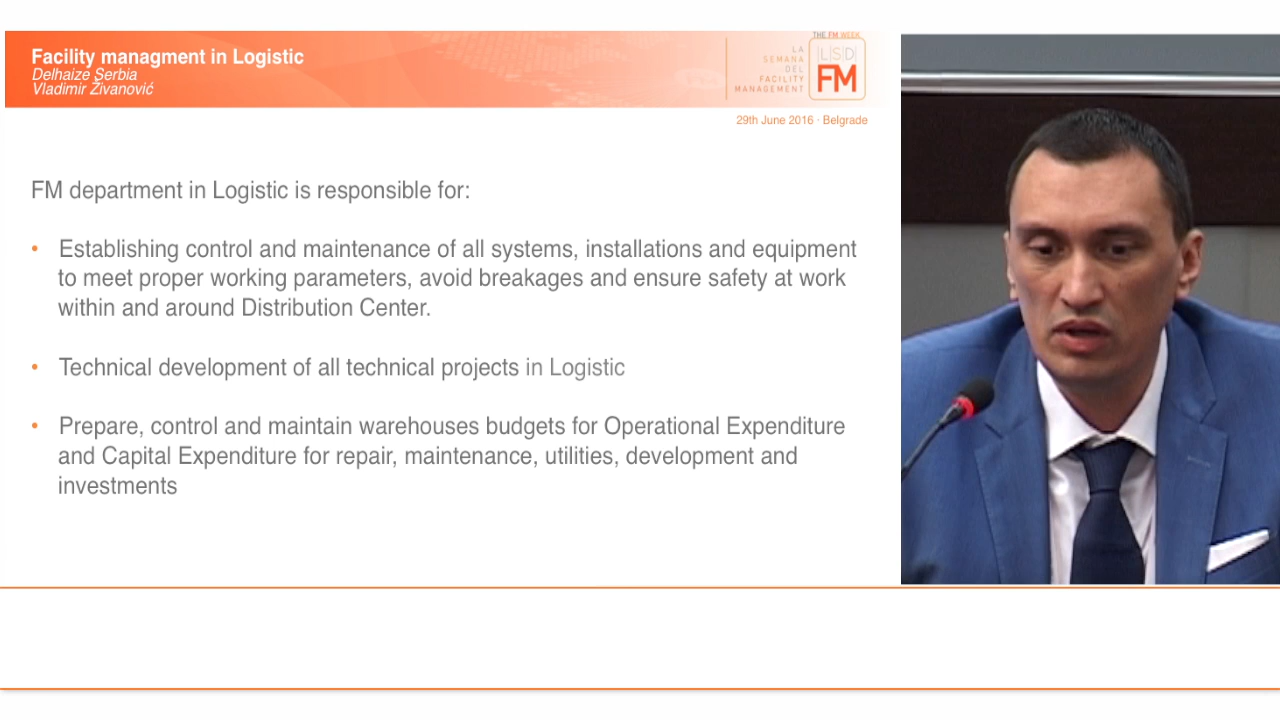 Facility managment in Logistic
Delhaize Serbia
Vladimir Živanović
THE FM WEEK
LA
SEMANA
DEL
FACILITY
MANAGEMENT
LSD
FM
29th June 2016 · Belgrade
FM department in Logistic is responsible for:
• Establishing control and maintenance of all systems, installations and equipment
to meet proper working parameters, avoid breakages and ensure safety at work
within and around Distribution Center.
• Technical development of all technical projects in Logistic
• Prepare, control and maintain warehouses budgets for Operational Expenditure
and Capital Expenditure for repair, maintenance, utilities, development and
investments